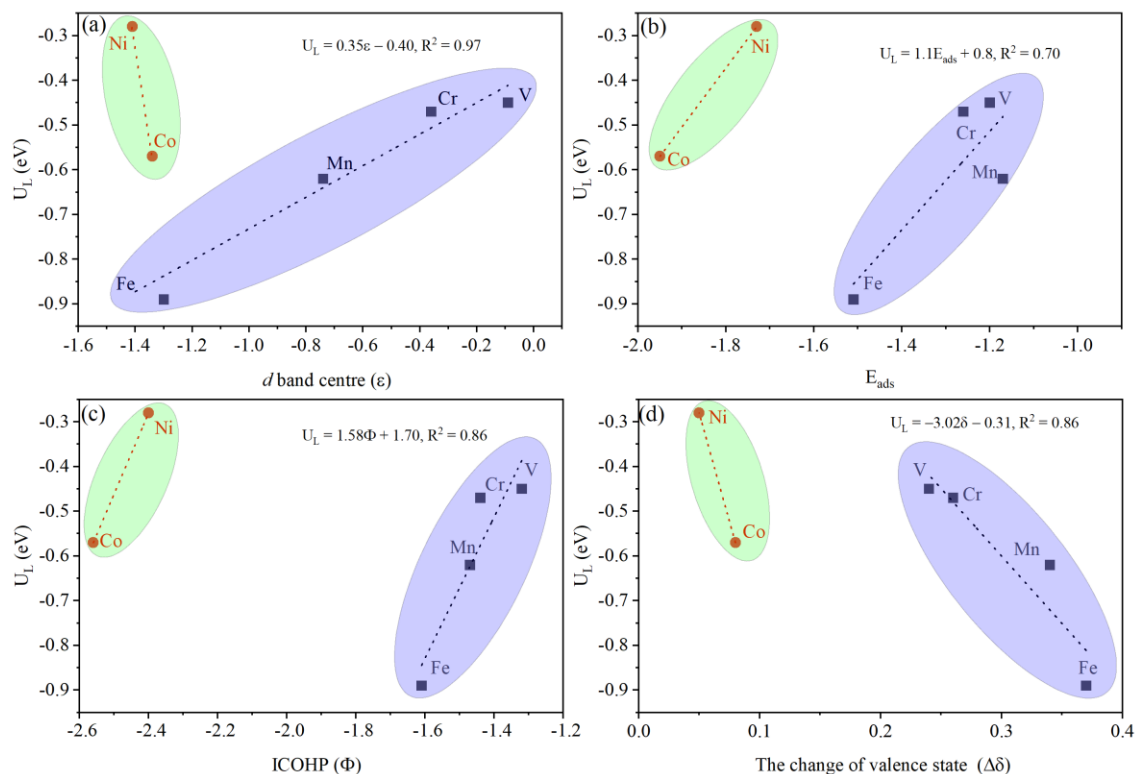 (a)
U_L = 0.35ε − 0.40, R² = 0.97
Ni
Co
Cr
V
Mn
Fe
U_L (eV)
-0.3
-0.4
-0.5
-0.6
-0.7
-0.8
-0.9
-1.6 -1.4 -1.2 -1.0 -0.8 -0.6 -0.4 -0.2 0.0
d band centre (ε)
(b)
U_L = 1.1E_ads + 0.8, R² = 0.70
Ni
Co
V
Cr
Mn
Fe
U_L (eV)
-0.3
-0.4
-0.5
-0.6
-0.7
-0.8
-0.9
-2.0 -1.8 -1.6 -1.4 -1.2 -1.0
E_ads
(c)
U_L = 1.58Φ + 1.70, R² = 0.86
Ni
Co
V
Cr
Mn
Fe
U_L (eV)
-0.3
-0.4
-0.5
-0.6
-0.7
-0.8
-0.9
-2.6 -2.4 -2.2 -2.0 -1.8 -1.6 -1.4 -1.2
ICOHP (Φ)
(d)
U_L = −3.02δ − 0.31, R² = 0.86
Ni
Co
V
Cr
Mn
Fe
U_L (eV)
-0.3
-0.4
-0.5
-0.6
-0.7
-0.8
-0.9
0.0 0.1 0.2 0.3 0.4
The change of valence state (Δδ)